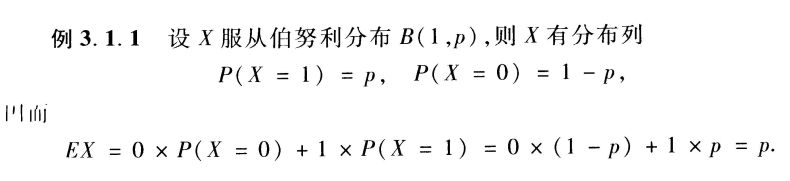 例 3.1.1 设 X 服从伯努利分布 B(1,p),则 X 有分布列
P(X = 1) = p, P(X = 0) = 1 - p,
EX = 0 × P(X = 0) + 1 × P(X = 1) = 0 × (1 - p) + 1 × p = p.